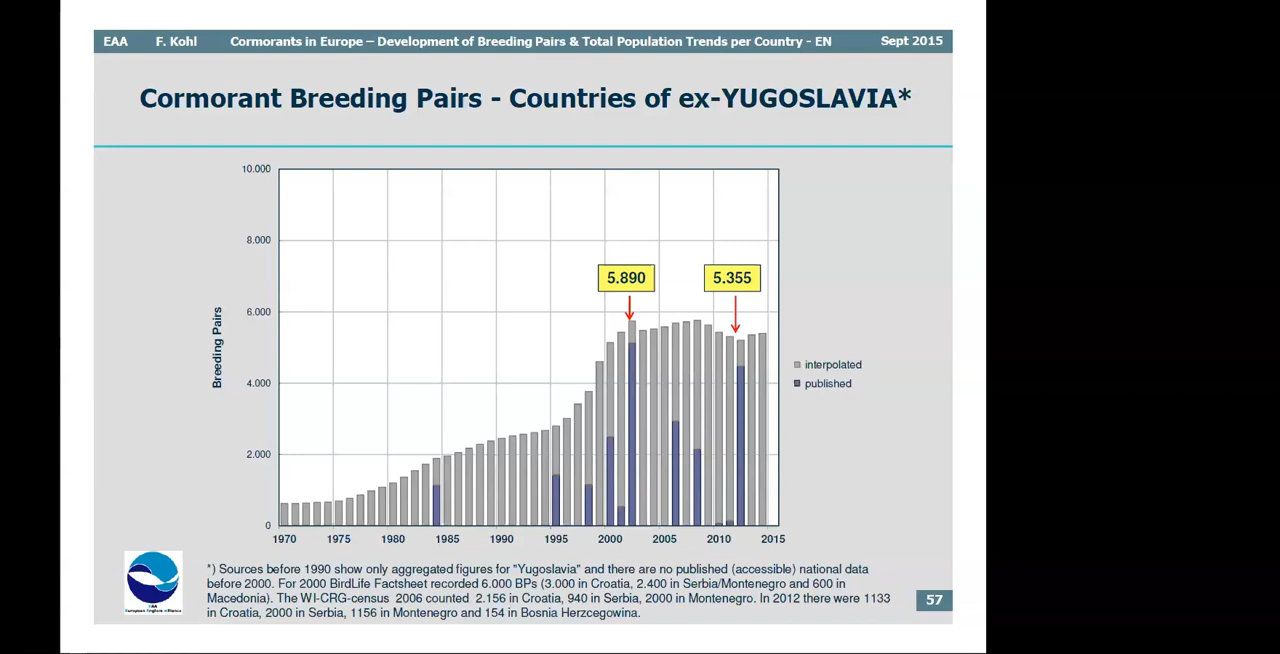 EAA F. Kohl Cormorants in Europe – Development of Breeding Pairs & Total Population Trends per Country - EN Sept 2015
Cormorant Breeding Pairs - Countries of ex-YUGOSLAVIA*
10.000
8.000
6.000
4.000
2.000
0
Breeding Pairs
5.890
5.355
interpolated
published
1970 1975 1980 1985 1990 1995 2000 2005 2010 2015
*) Sources before 1990 show only aggregated figures for "Yugoslavia" and there are no published (accessible) national data
before 2000. For 2000 BirdLife Factsheet recorded 6.000 BPs (3.000 in Croatia, 2.400 in Serbia/Montenegro and 600 in
Macedonia). The WI-CRG-census 2006 counted 2.156 in Croatia, 940 in Serbia, 2000 in Montenegro. In 2012 there were 1133
in Croatia, 2000 in Serbia, 1156 in Montenegro and 154 in Bosnia Herzcegowina.
EAA
European Anglers Alliance
57